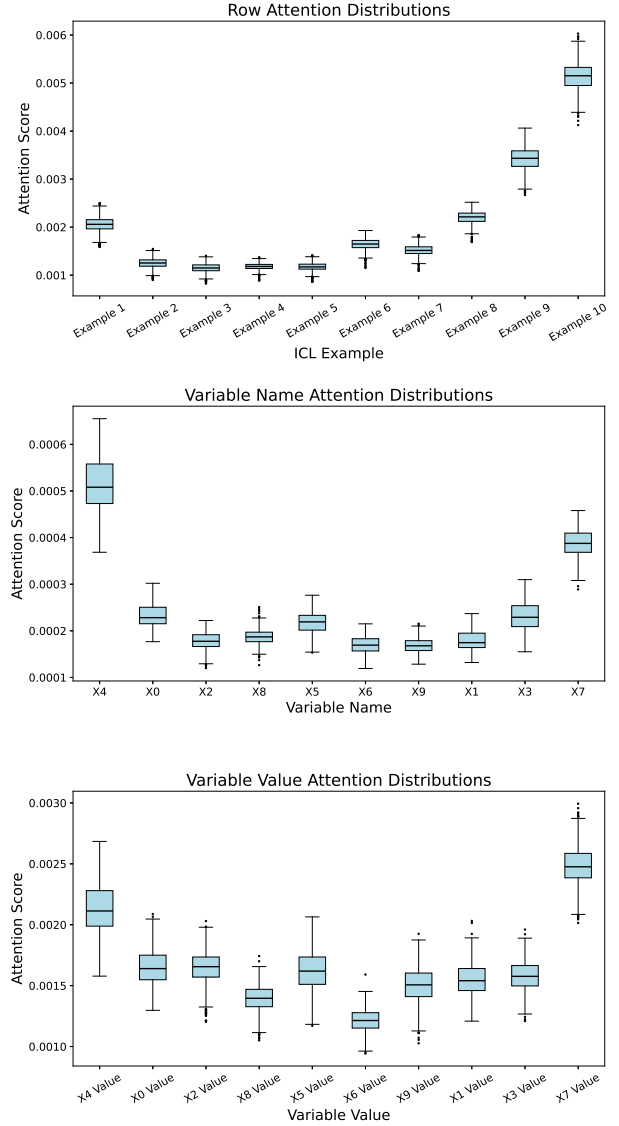 Row Attention Distributions
Attention Score
0.006
0.005
0.004
0.003
0.002
0.001
Example 1 Example 2 Example 3 Example 4 Example 5 Example 6 Example 7 Example 8 Example 9 Example 10
ICL Example
Variable Name Attention Distributions
Attention Score
0.0006
0.0005
0.0004
0.0003
0.0002
0.0001
X4 X0 X2 X8 X5 X6 X9 X1 X3 X7
Variable Name
Variable Value Attention Distributions
Attention Score
0.0030
0.0025
0.0020
0.0015
0.0010
X4 Value X0 Value X2 Value X8 Value X5 Value X6 Value X9 Value X1 Value X3 Value X7 Value
Variable Value